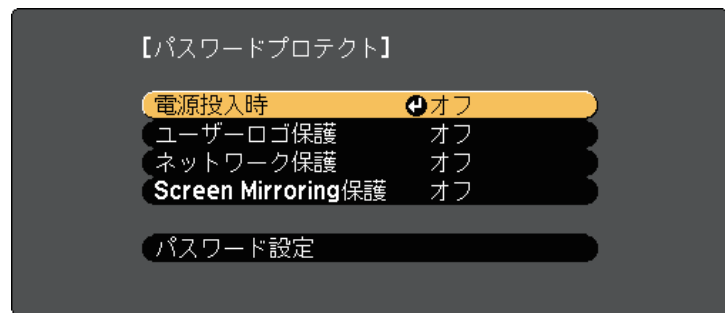 【パスワードプロテクト】
電源投入時 オフ
ユーザーロゴ保護 オフ
ネットワーク保護 オフ
Screen Mirroring保護 オフ
パスワード設定